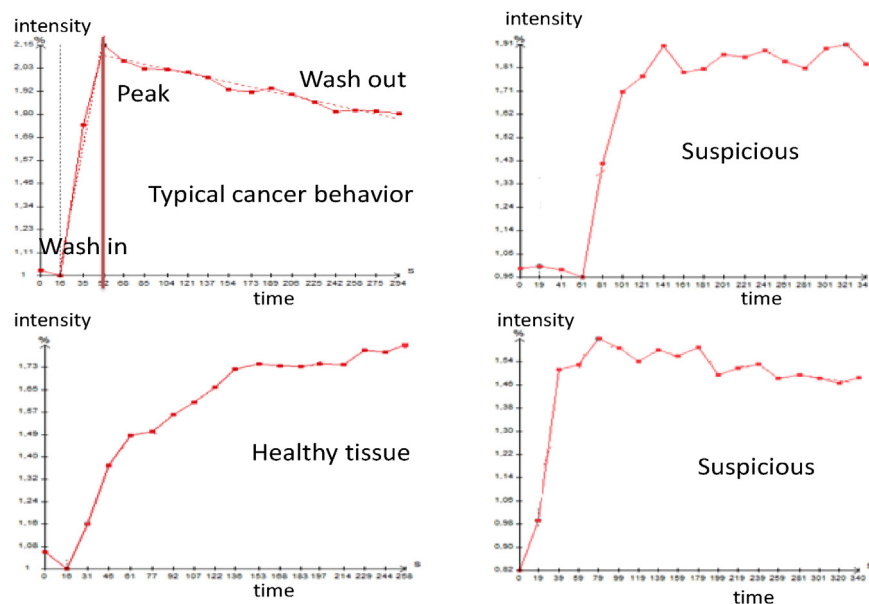 intensity
%
2,15
2,03
1,92
1,80
1,69
1,57
1,46
1,34
1,23
1,11
1
Wash out
Peak
Typical cancer behavior
Wash in
0 16 35 52 68 85 104 121 137 154 173 189 206 225 242 258 275 294 s
time
intensity
%
1,91
1,81
1,71
1,62
1,53
1,43
1,33
1,24
1,15
1,05
Suspicious
0 19 41 61 81 101 121 141 161 181 201 221 241 261 281 301 321 34
time
intensity
%
1,73
1,65
1,57
1,49
1,40
1,32
1,24
1,16
1,08
1
Healthy tissue
0 16 31 46 61 77 92 107 122 136 153 168 183 197 214 229 244 258 s
time
intensity
%
1,54
1,46
1,38
1,30
1,22
1,14
1,06
0,98
0,90
0,82
Suspicious
0 19 39 59 79 99 119 139 159 179 199 219 239 259 280 301 320 340
time